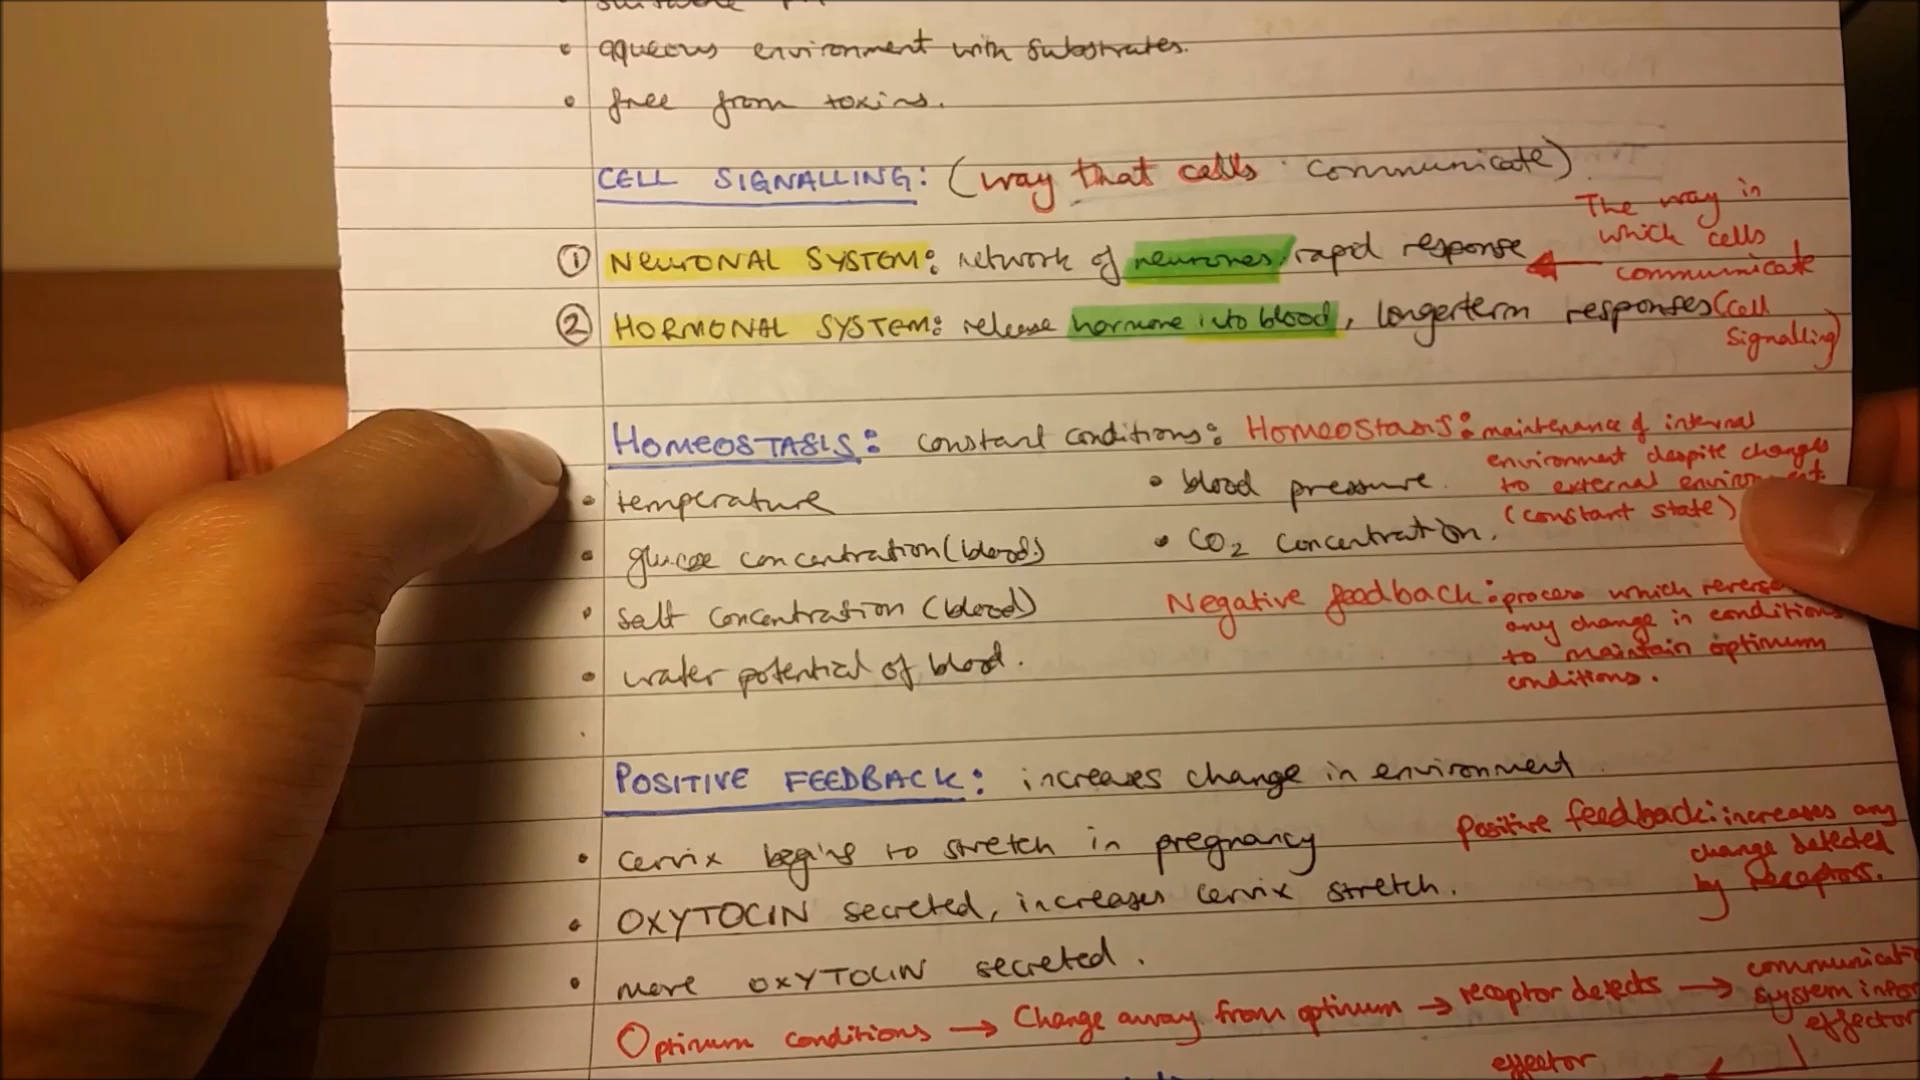 suitable
• aqueous environment with substrates.
• free from toxins.
CELL SIGNALLING: (way that cells communicate)
The way in
which cells
communicate
(cell
signalling)
① NEURONAL SYSTEM: network of neurones, rapid response
② HORMONAL SYSTEM: release hormone into blood, longterm responses
HOMEOSTASIS: constant conditions:
• temperature
• glucose concentration (blood)
• salt concentration (blood)
• water potential of blood.
• blood pressure.
• CO2 concentration.
Homeostasis: maintenance of internal
environment despite changes
to external environment
(constant state)
Negative feedback: process which
any change in conditions
to maintain optimum
conditions.
POSITIVE FEEDBACK: increases change in environment
• cervix begins to stretch in pregnancy
• OXYTOCIN secreted, increases cervix stretch.
• more OXYTOCIN secreted.
Positive feedback: increases any
change detected
by receptors.
Optimum conditions → Change away from optimum → receptor detects →
system
effector
effector